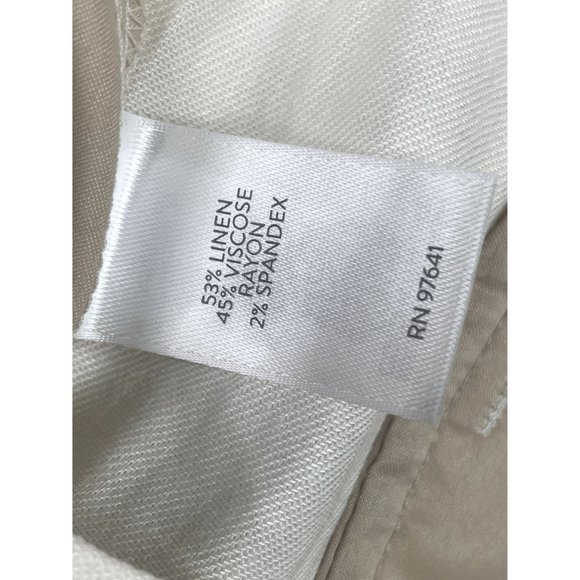 53% LINEN
45% VISCOSE
RAYON
2% SPANDEX
RN 97641